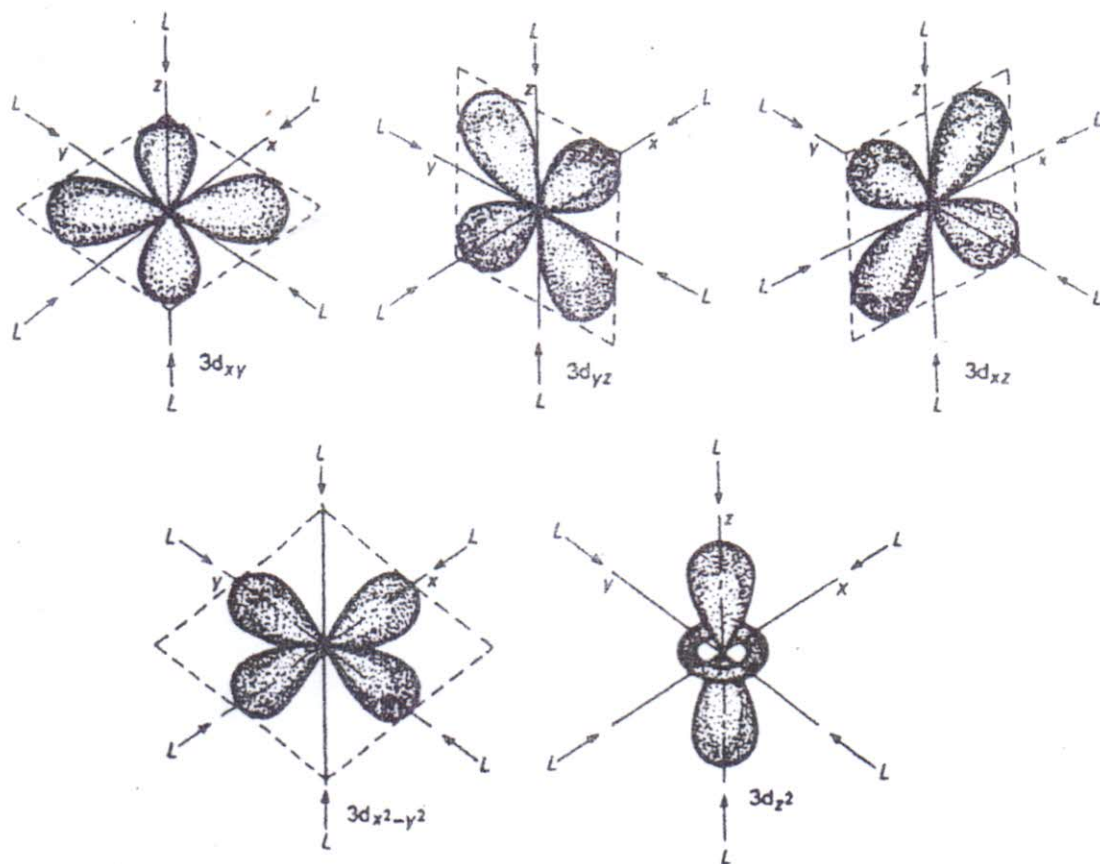 L L L
z z z
L L L L L L
y x y x y x
L L L L L L
3d_xy 3d_yz 3d_xz
L L L
L L
z
L L L L
y x y x
L L L L
3d_x²–y² 3d_z²
L L